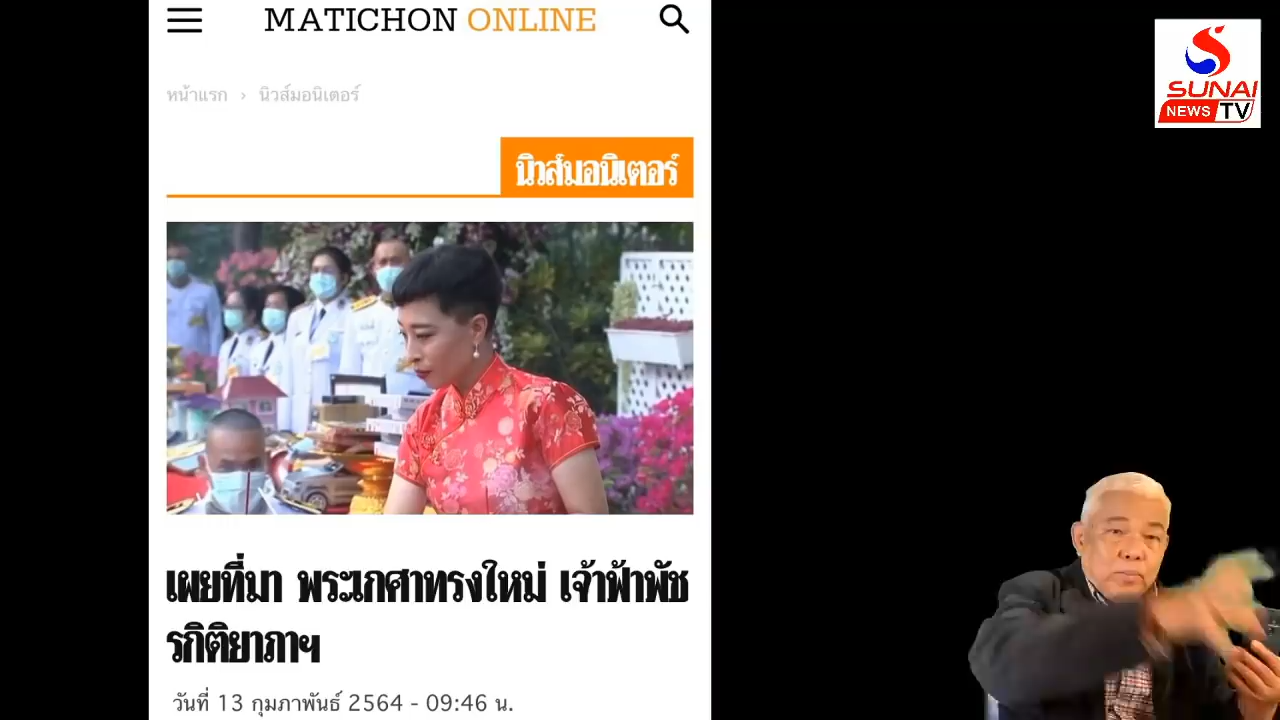 MATICHON ONLINE
SUNAI
NEWS TV
หน้าแรก › นิวส์มอนิเตอร์
นิวส์มอนิเตอร์
เผยที่มา พระเกศาทรงใหม่ เจ้าฟ้าพัช
รกิติยาภาฯ
วันที่ 13 กุมภาพันธ์ 2564 - 09:46 น.